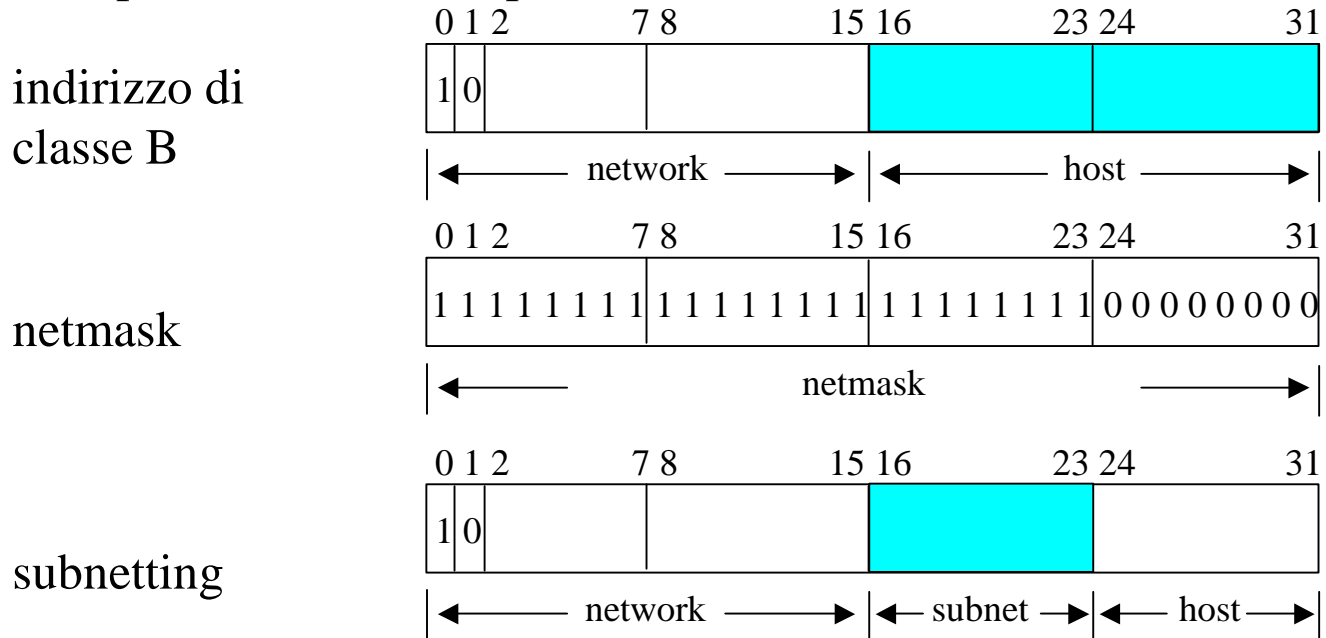 0 1 2 7 8 15 16 23 24 31
indirizzo di
classe B
1 0
network host
0 1 2 7 8 15 16 23 24 31
netmask
1 1 1 1 1 1 1 1 1 1 1 1 1 1 1 1 1 1 1 1 1 1 1 1 0 0 0 0 0 0 0 0
netmask
0 1 2 7 8 15 16 23 24 31
1 0
subnetting
network subnet host